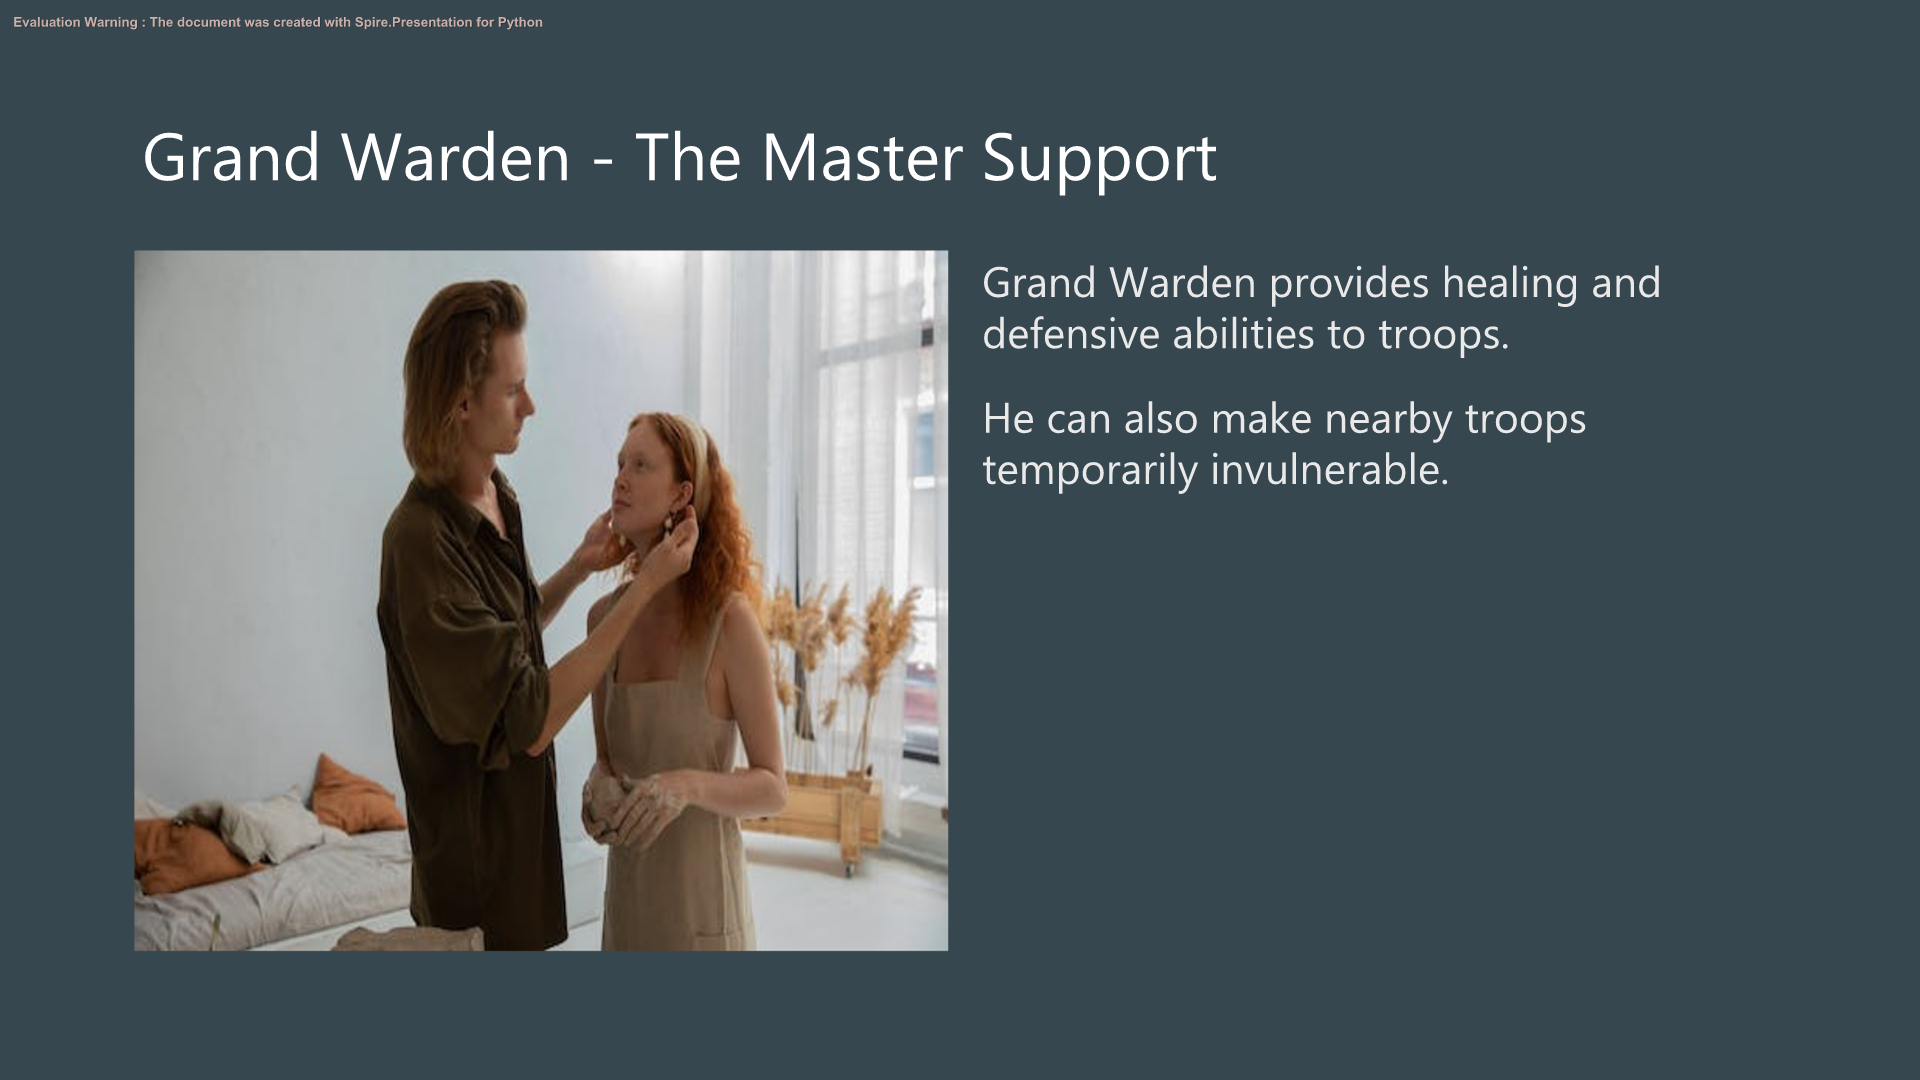 Evaluation Warning : The document was created with Spire.Presentation for Python
Grand Warden - The Master Support
Grand Warden provides healing and
defensive abilities to troops.
He can also make nearby troops
temporarily invulnerable.